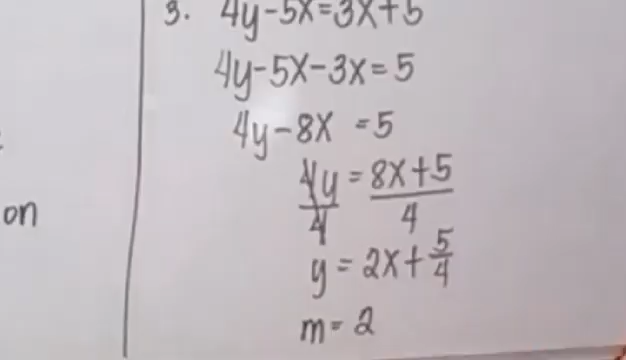 3. 4y-5x=3x+5
4y-5x-3x=5
4y-8x =5
4y/4 = 8x+5/4
on
y = 2x+5/4
m=2